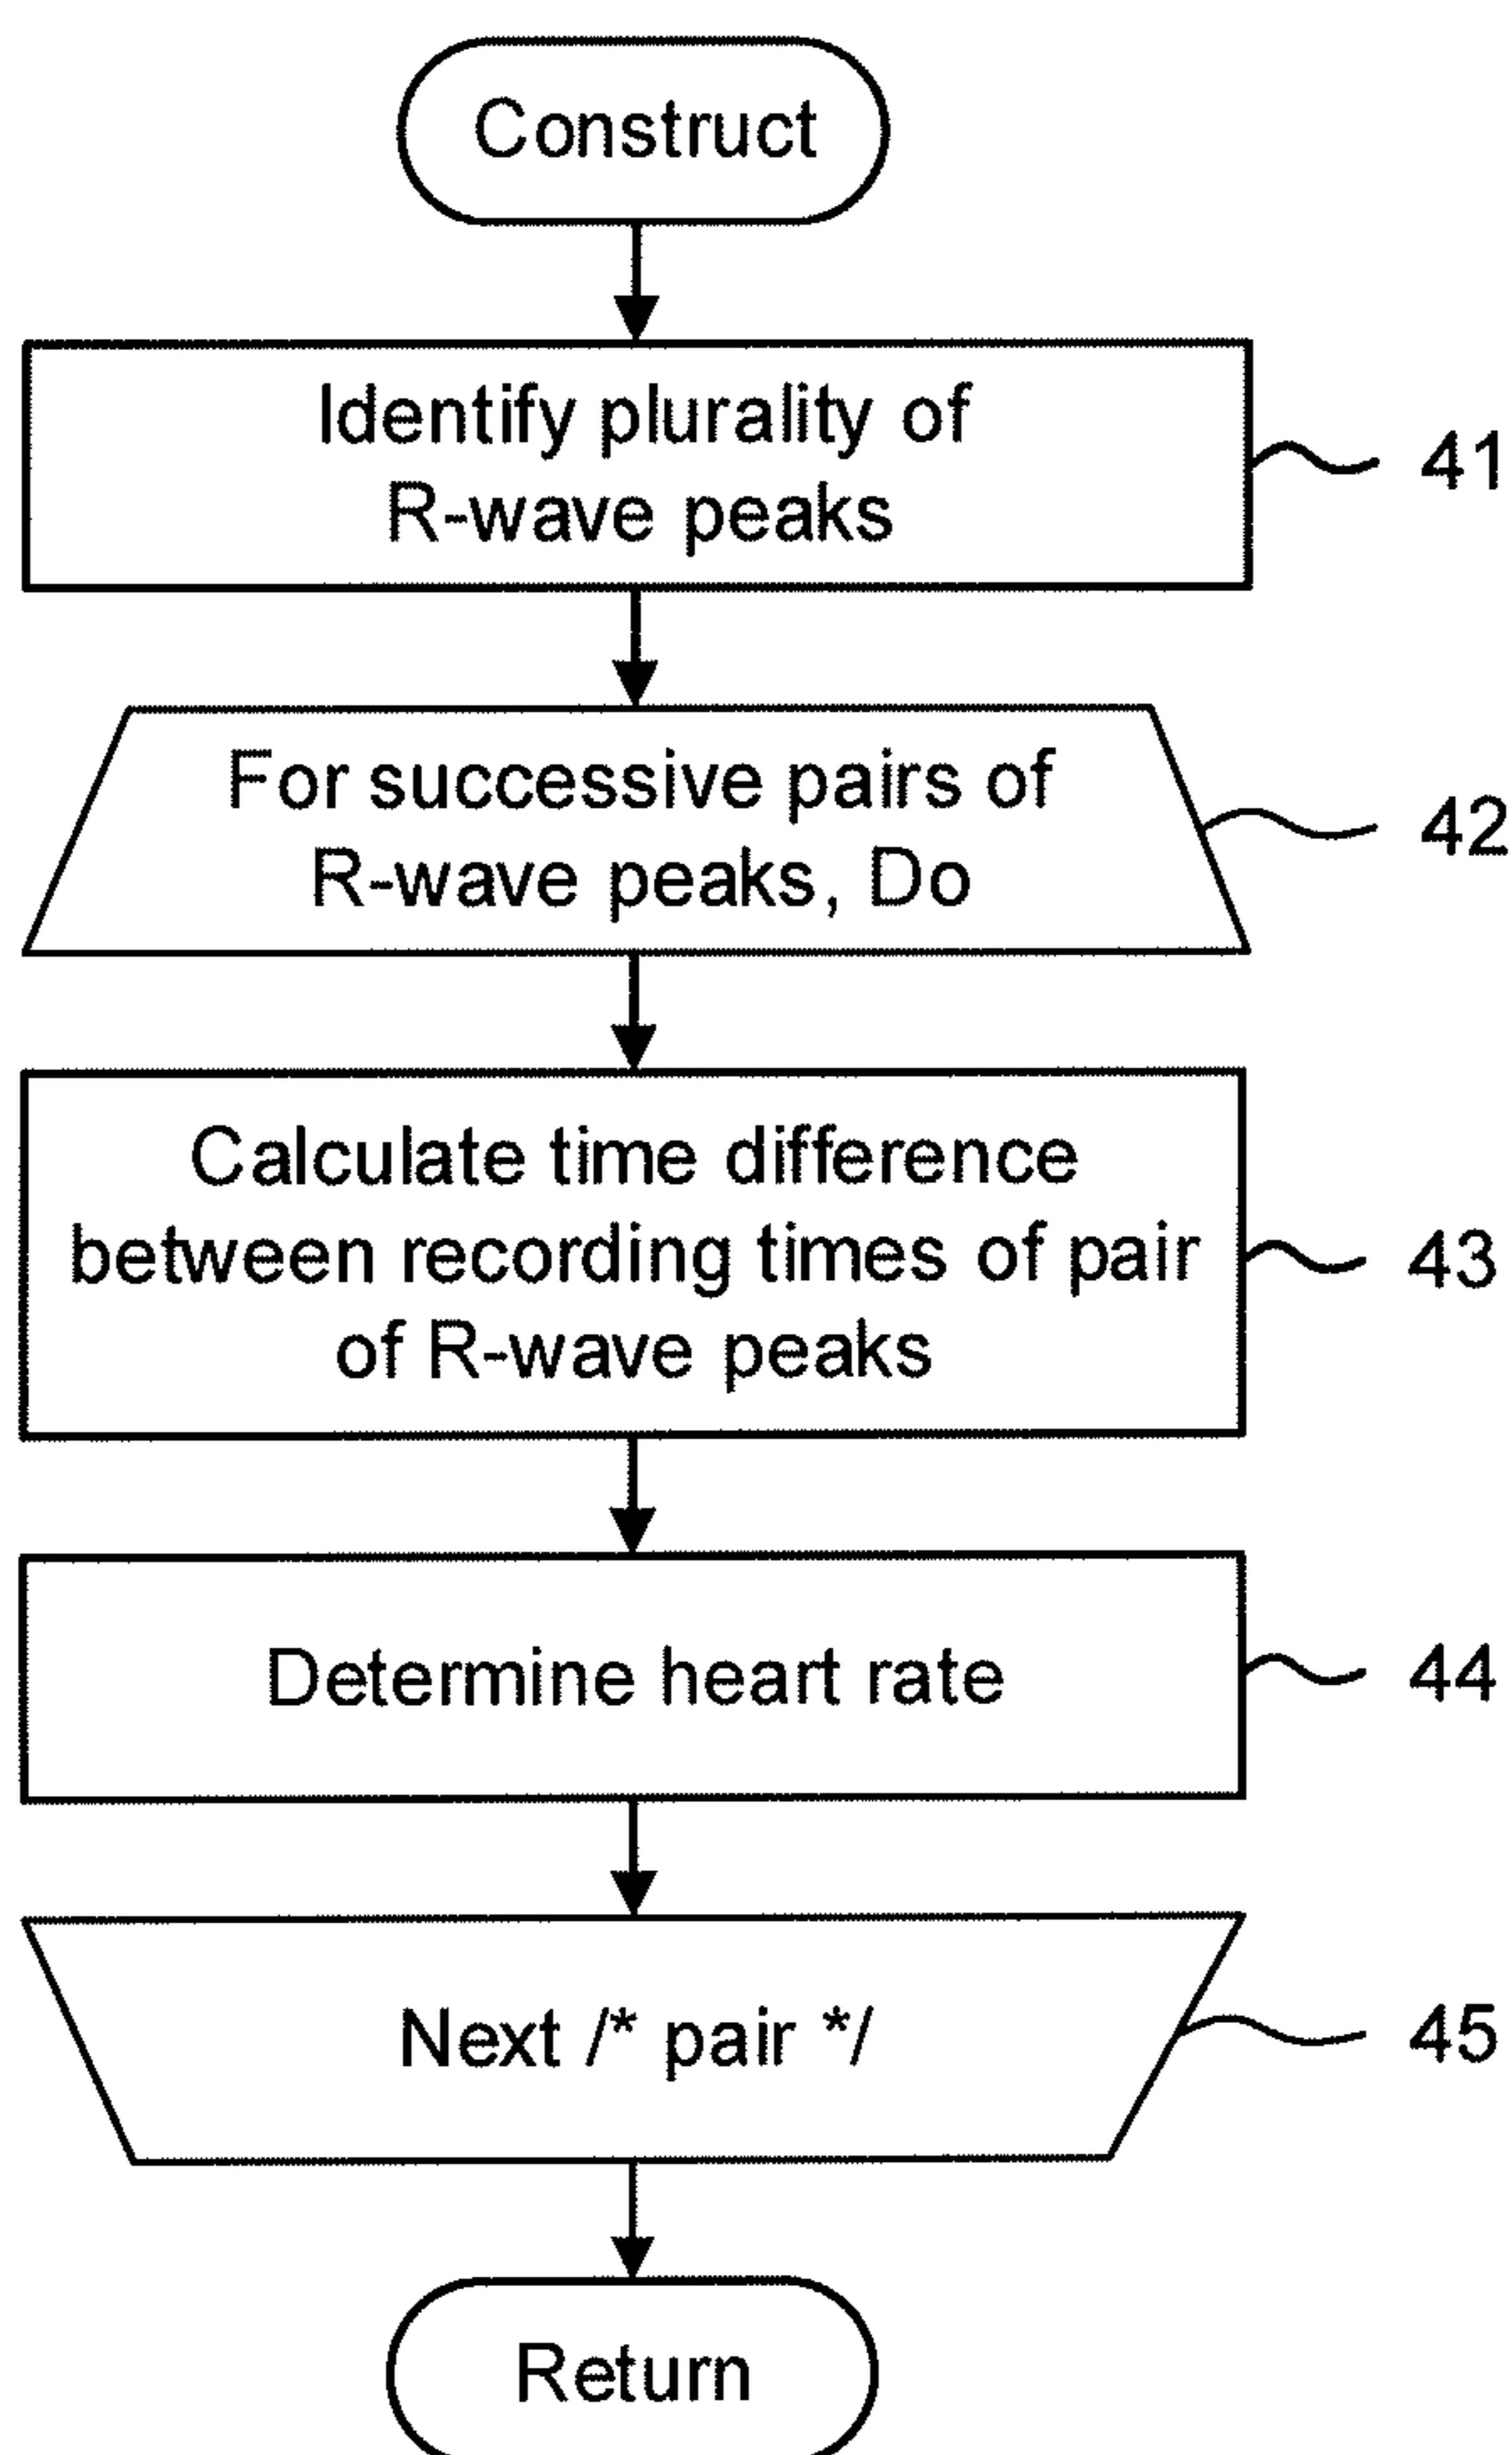 Construct
Identify plurality of
R-wave peaks
41
For successive pairs of
R-wave peaks, Do
42
Calculate time difference
between recording times of pair
of R-wave peaks
43
Determine heart rate
44
Next /* pair */
45
Return